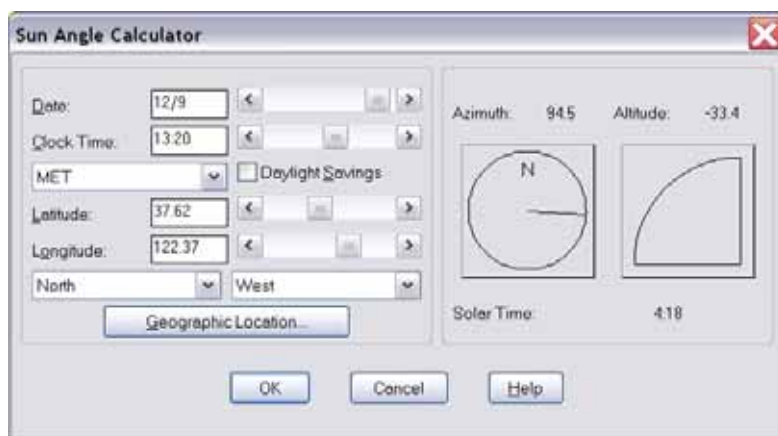 Sun Angle Calculator
Date: 12/9
Clock Time: 13:20
MET Daylight Savings
Latitude: 37.62
Longitude: 122.37
North West
Geographic Location...
Azimuth: 94.5 Altitude: -33.4
N
Solar Time: 4:18
OK Cancel Help